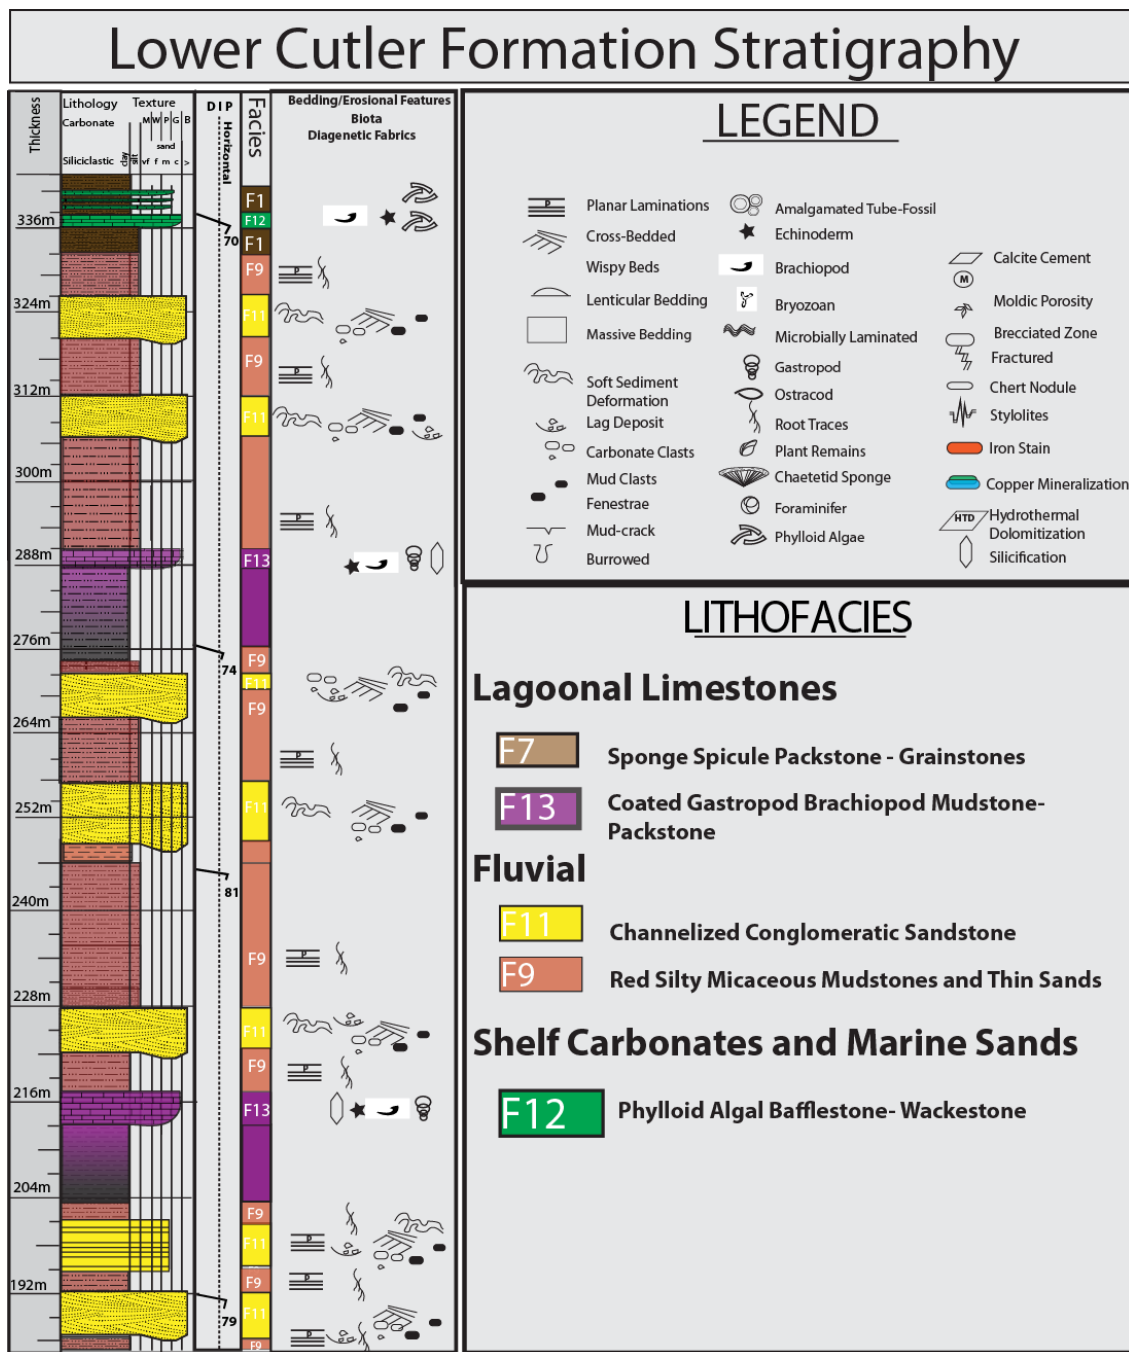 Lower Cutler Formation Stratigraphy
Thickness
Lithology
Carbonate
Siliciclastic
Texture
M W P G B
sand
clay silt vf f m c >
DIP
Horizontal
Facies
Bedding/Erosional Features
Biota
Diagenetic Fabrics
336m
324m
312m
300m
288m
276m
264m
252m
240m
228m
216m
204m
192m
70
74
81
79
F1
F12
F1
F9
F11
F9
F11
F13
F9
F11
F9
F11
F9
F11
F9
F13
F9
F11
F9
F11
F9
LEGEND
P
Planar Laminations
Cross-Bedded
Wispy Beds
Lenticular Bedding
Massive Bedding
Soft Sediment
Deformation
Lag Deposit
Carbonate Clasts
Mud Clasts
Fenestrae
Mud-crack
Burrowed
Amalgamated Tube-Fossil
Echinoderm
Brachiopod
Bryozoan
Microbially Laminated
Gastropod
Ostracod
Root Traces
Plant Remains
Chaetetid Sponge
Foraminifer
Phylloid Algae
Calcite Cement
M
Moldic Porosity
Brecciated Zone
Fractured
Chert Nodule
Stylolites
Iron Stain
Copper Mineralization
HTD
Hydrothermal
Dolomitization
Silicification
LITHOFACIES
Lagoonal Limestones
F7
Sponge Spicule Packstone - Grainstones
F13
Coated Gastropod Brachiopod Mudstone-
Packstone
Fluvial
F11
Channelized Conglomeratic Sandstone
F9
Red Silty Micaceous Mudstones and Thin Sands
Shelf Carbonates and Marine Sands
F12
Phylloid Algal Bafflestone- Wackestone